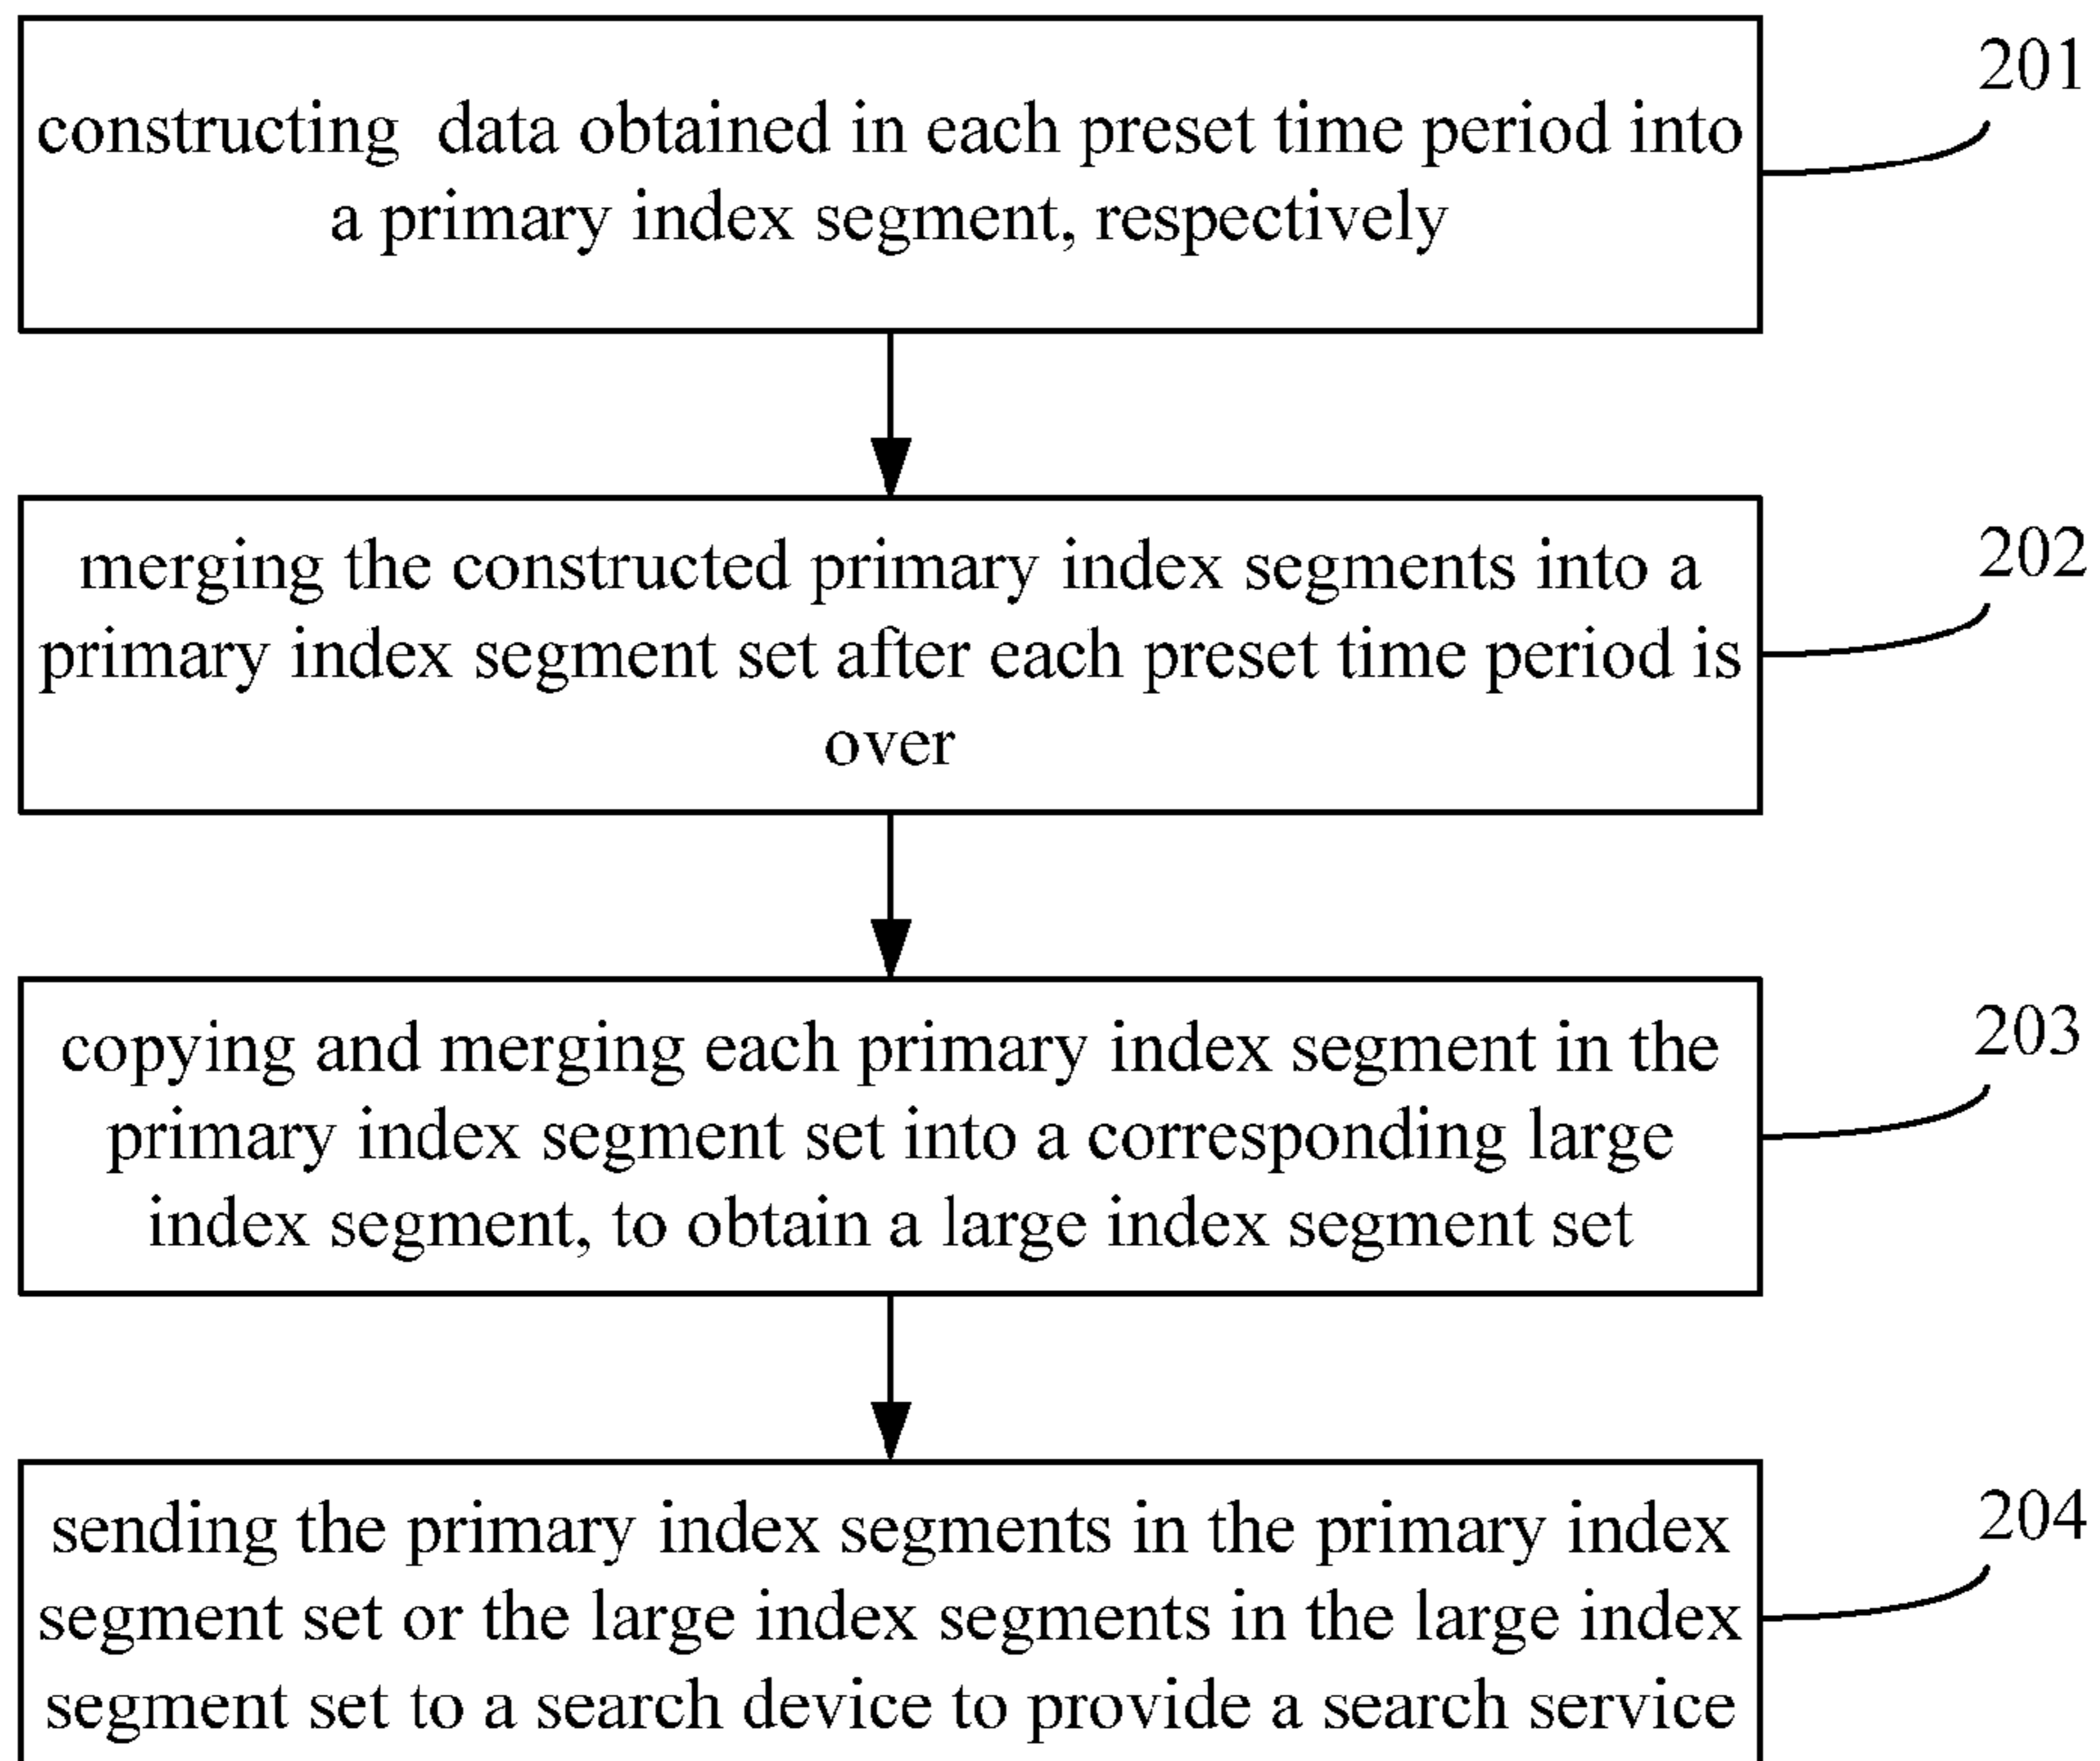 201
constructing data obtained in each preset time period into
a primary index segment, respectively
202
merging the constructed primary index segments into a
primary index segment set after each preset time period is
over
203
copying and merging each primary index segment in the
primary index segment set into a corresponding large
index segment, to obtain a large index segment set
204
sending the primary index segments in the primary index
segment set or the large index segments in the large index
segment set to a search device to provide a search service